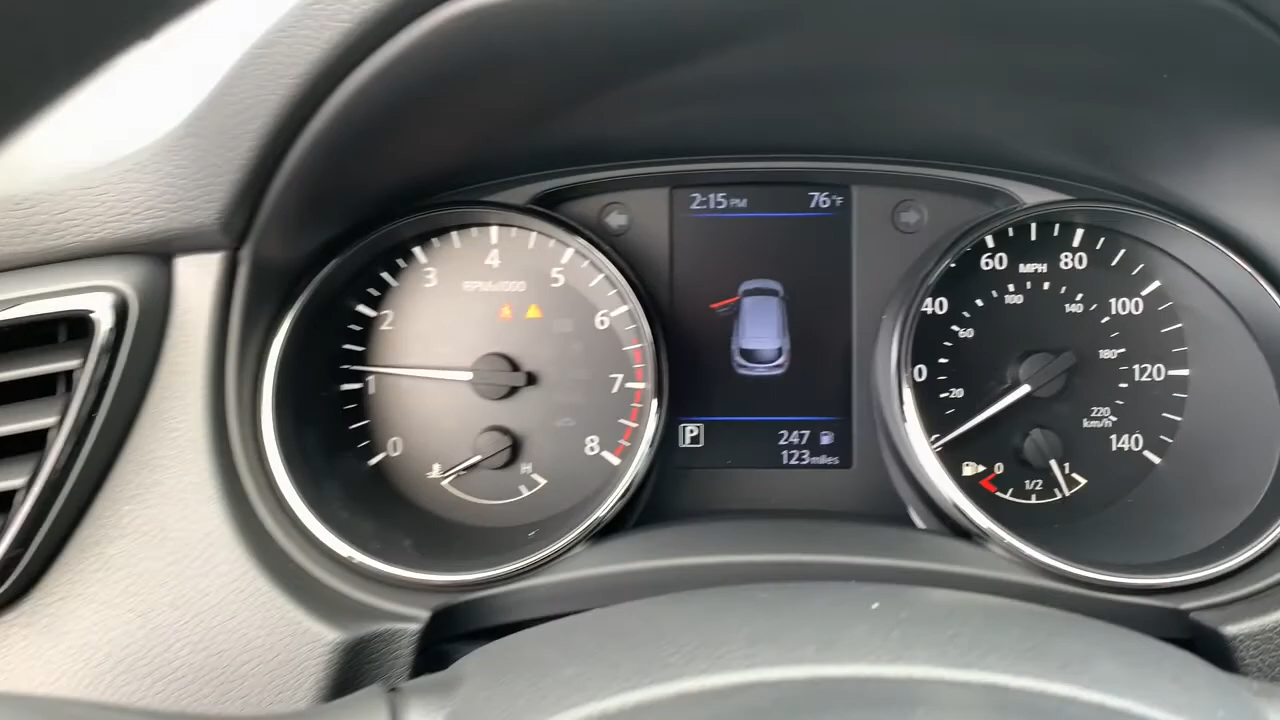 2:15 PM 76°F
P 247
123 miles
0 1 2 3 4 5 6 7 8
RPMx1000
H
0 40 60 80 100 120 140
MPH
20 60 100 140 180 220
km/h
0 1/2 1